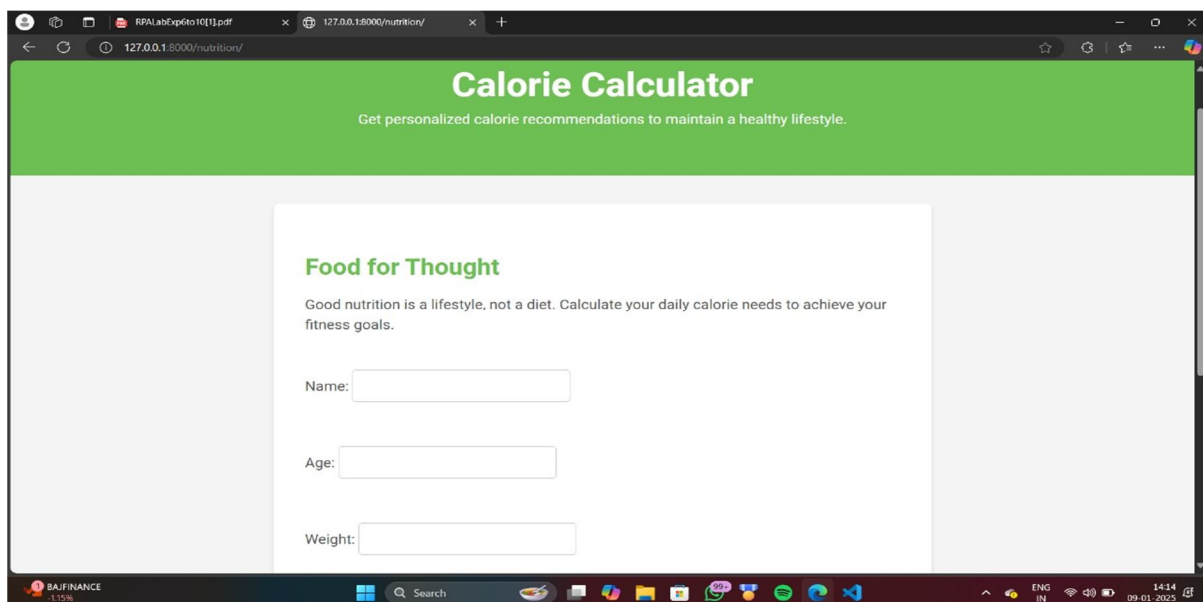 RPALabExp6to10[1].pdf
127.0.0.1:8000/nutrition/
127.0.0.1:8000/nutrition/
Calorie Calculator
Get personalized calorie recommendations to maintain a healthy lifestyle.
Food for Thought
Good nutrition is a lifestyle, not a diet. Calculate your daily calorie needs to achieve your
fitness goals.
Name:
Age:
Weight:
1
BAJFINANCE
-1.15%
Search
99+
ENG
IN
14:14
09-01-2025